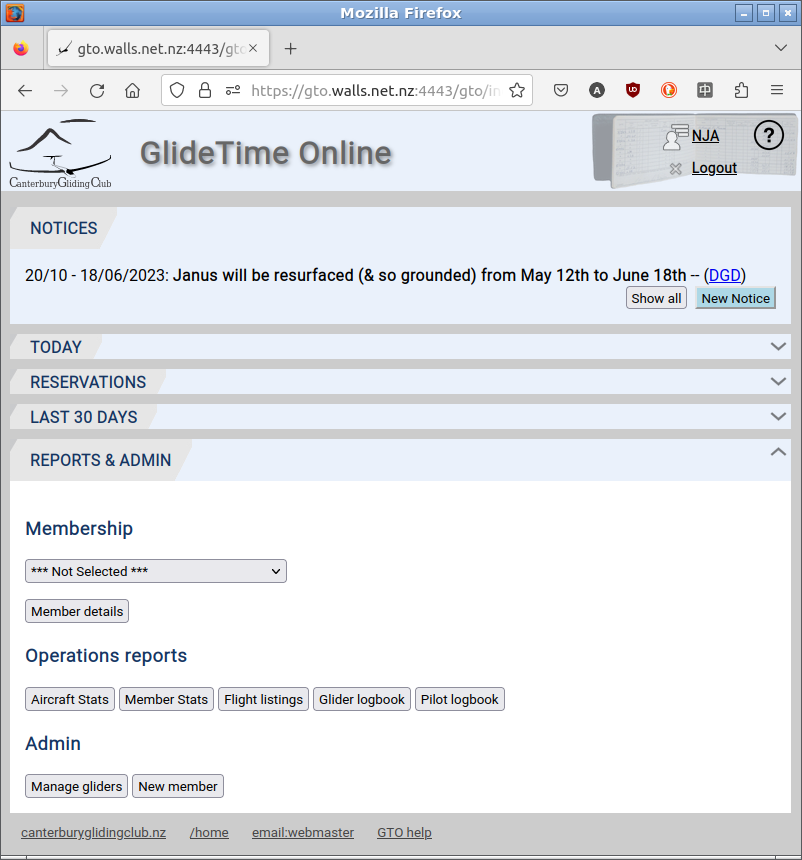 Mozilla Firefox
gto.walls.net.nz:4443/gto
https://gto.walls.net.nz:4443/gto/in
CanterburyGlidingClub
GlideTime Online
NJA
?
Logout
NOTICES
20/10 - 18/06/2023: Janus will be resurfaced (& so grounded) from May 12th to June 18th -- (DGD)
Show all New Notice
TODAY
RESERVATIONS
LAST 30 DAYS
REPORTS & ADMIN
Membership
*** Not Selected ***
Member details
Operations reports
Aircraft Stats Member Stats Flight listings Glider logbook Pilot logbook
Admin
Manage gliders New member
canterburyglidingclub.nz /home email:webmaster GTO help